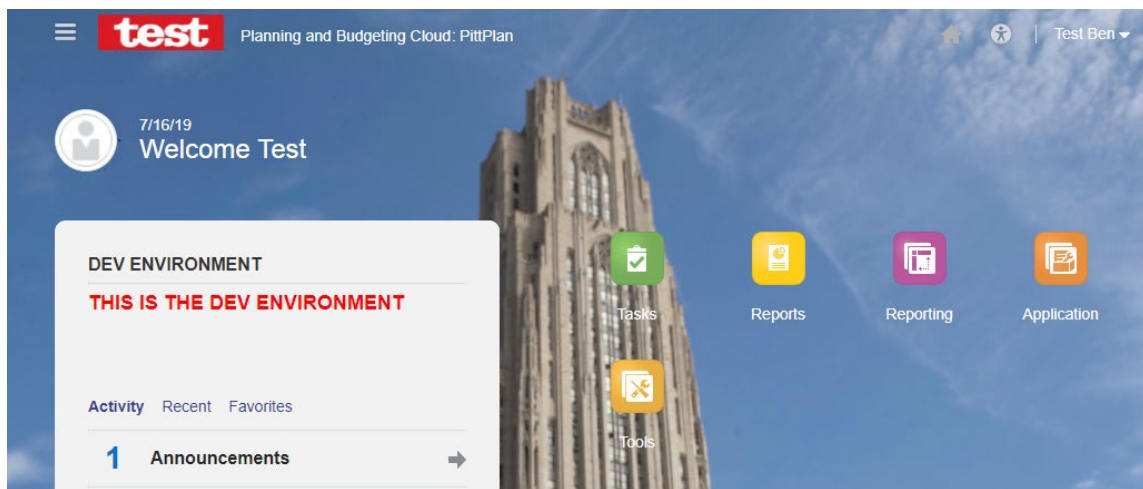 test Planning and Budgeting Cloud: PittPlan Test Ben
7/16/19
Welcome Test
DEV ENVIRONMENT
THIS IS THE DEV ENVIRONMENT
Tasks Reports Reporting Application
Activity Recent Favorites
Tools
1 Announcements